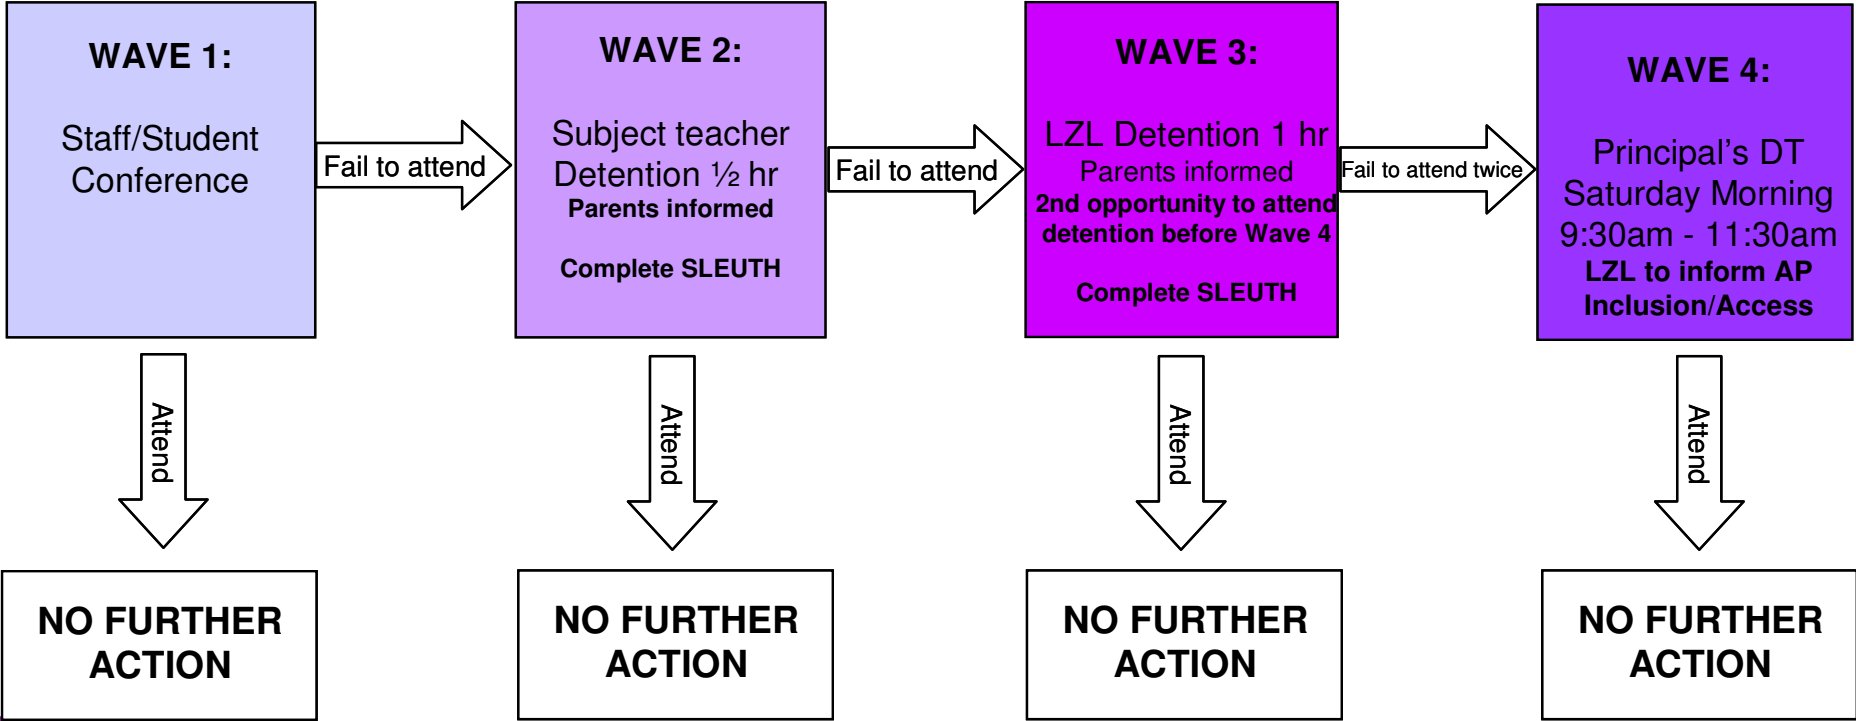 WAVE 1:
Staff/Student
Conference
Fail to attend
WAVE 2:
Subject teacher
Detention ½ hr
Parents informed
Complete SLEUTH
Fail to attend
WAVE 3:
LZL Detention 1 hr
Parents informed
2nd opportunity to attend
detention before Wave 4
Complete SLEUTH
Fail to attend twice
WAVE 4:
Principal's DT
Saturday Morning
9:30am - 11:30am
LZL to inform AP
Inclusion/Access
Attend
Attend
Attend
Attend
NO FURTHER
ACTION
NO FURTHER
ACTION
NO FURTHER
ACTION
NO FURTHER
ACTION